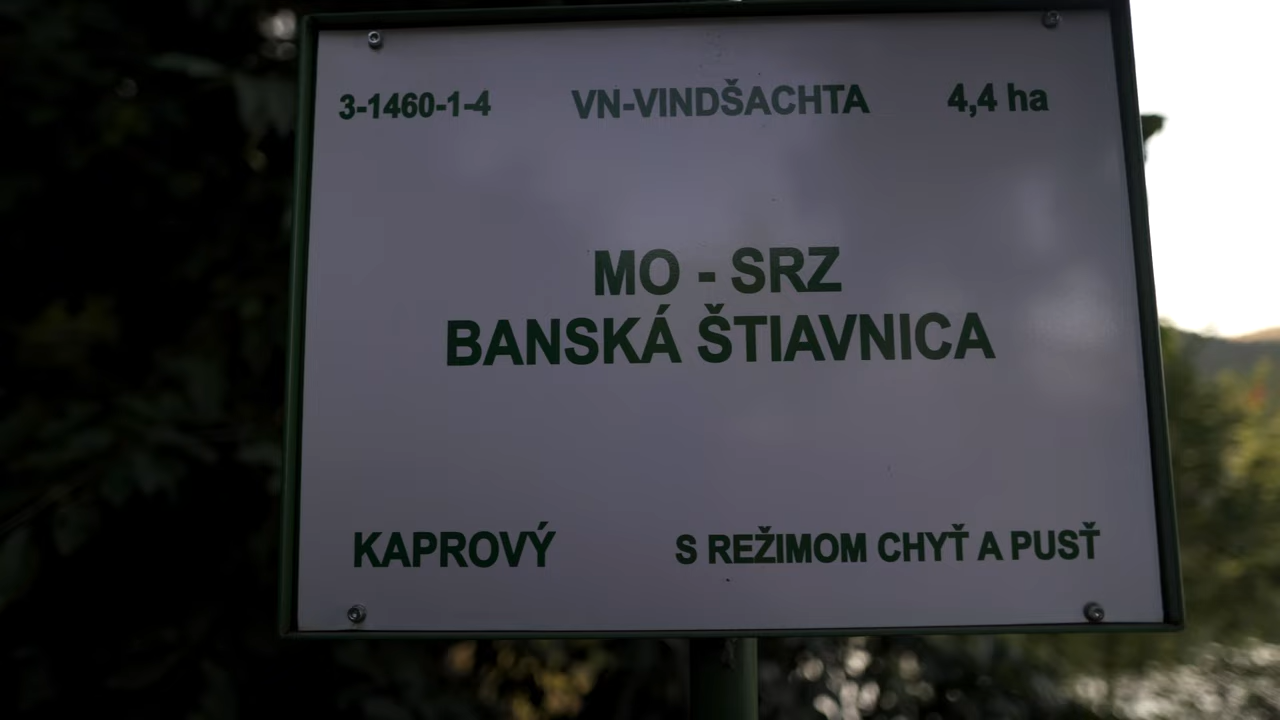 3-1460-1-4 VN-VINDŠACHTA 4,4 ha
MO - SRZ
BANSKÁ ŠTIAVNICA
KAPROVÝ S REŽIMOM CHYŤ A PUSŤ